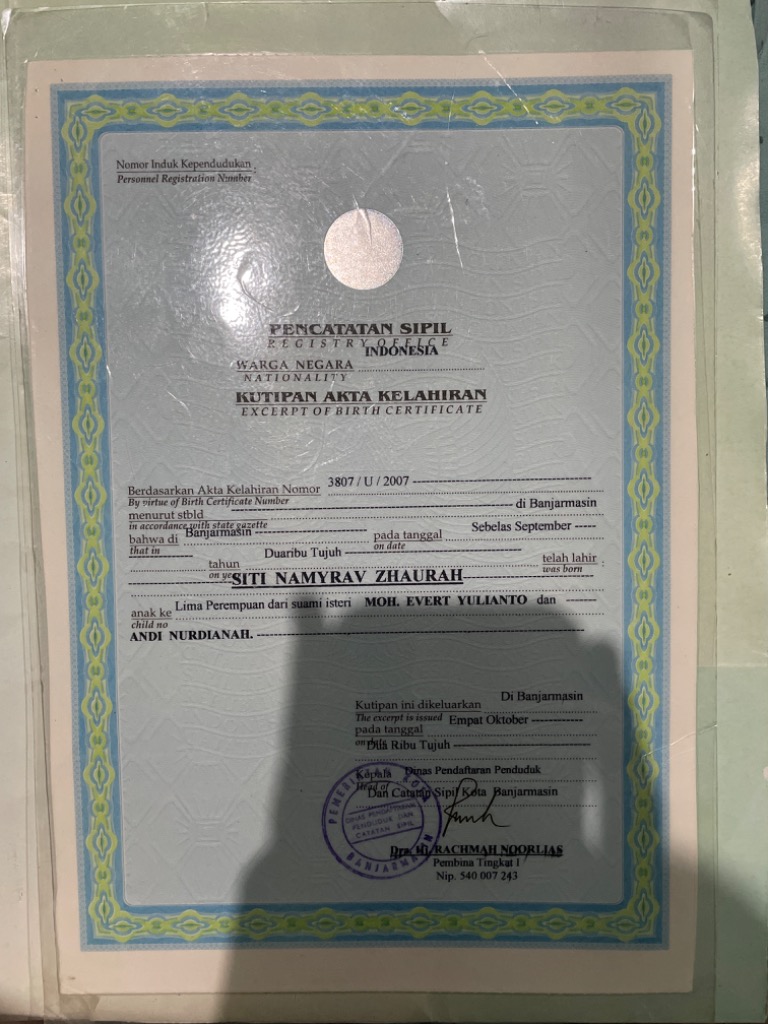 Nomor Induk Kependudukan :
Personnel Registration Number
PENCATATAN SIPIL
REGISTRY OFFICE
WARGA NEGARA INDONESIA
NATIONALITY
KUTIPAN AKTA KELAHIRAN
EXCERPT OF BIRTH CERTIFICATE
Berdasarkan Akta Kelahiran Nomor 3807 / U / 2007
By virtue of Birth Certificate Number
menurut stbld di Banjarmasin
in accordance with state gazette
bahwa di Banjarmasin pada tanggal Sebelas September
that in on date
tahun Duaribu Tujuh telah lahir :
on ye was born
SITI NAMYRAV ZHAURAH
anak ke Lima Perempuan dari suami isteri MOH. EVERT YULIANTO dan
child no
ANDI NURDIANAH.
Kutipan ini dikeluarkan Di Banjarmasin
The excerpt is issued
pada tanggal Empat Oktober
on date Dua Ribu Tujuh
Kepala Dinas Pendaftaran Penduduk
Head of
Dan Catatan Sipil Kota Banjarmasin
PEMERINTAH KOTA
DINAS PENDAFTARAN
PENDUDUK DAN
CATATAN SIPIL
BANJARMASIN
Dra. Hj. RACHMAH NOORLIAS
Pembina Tingkat I
Nip. 540 007 243